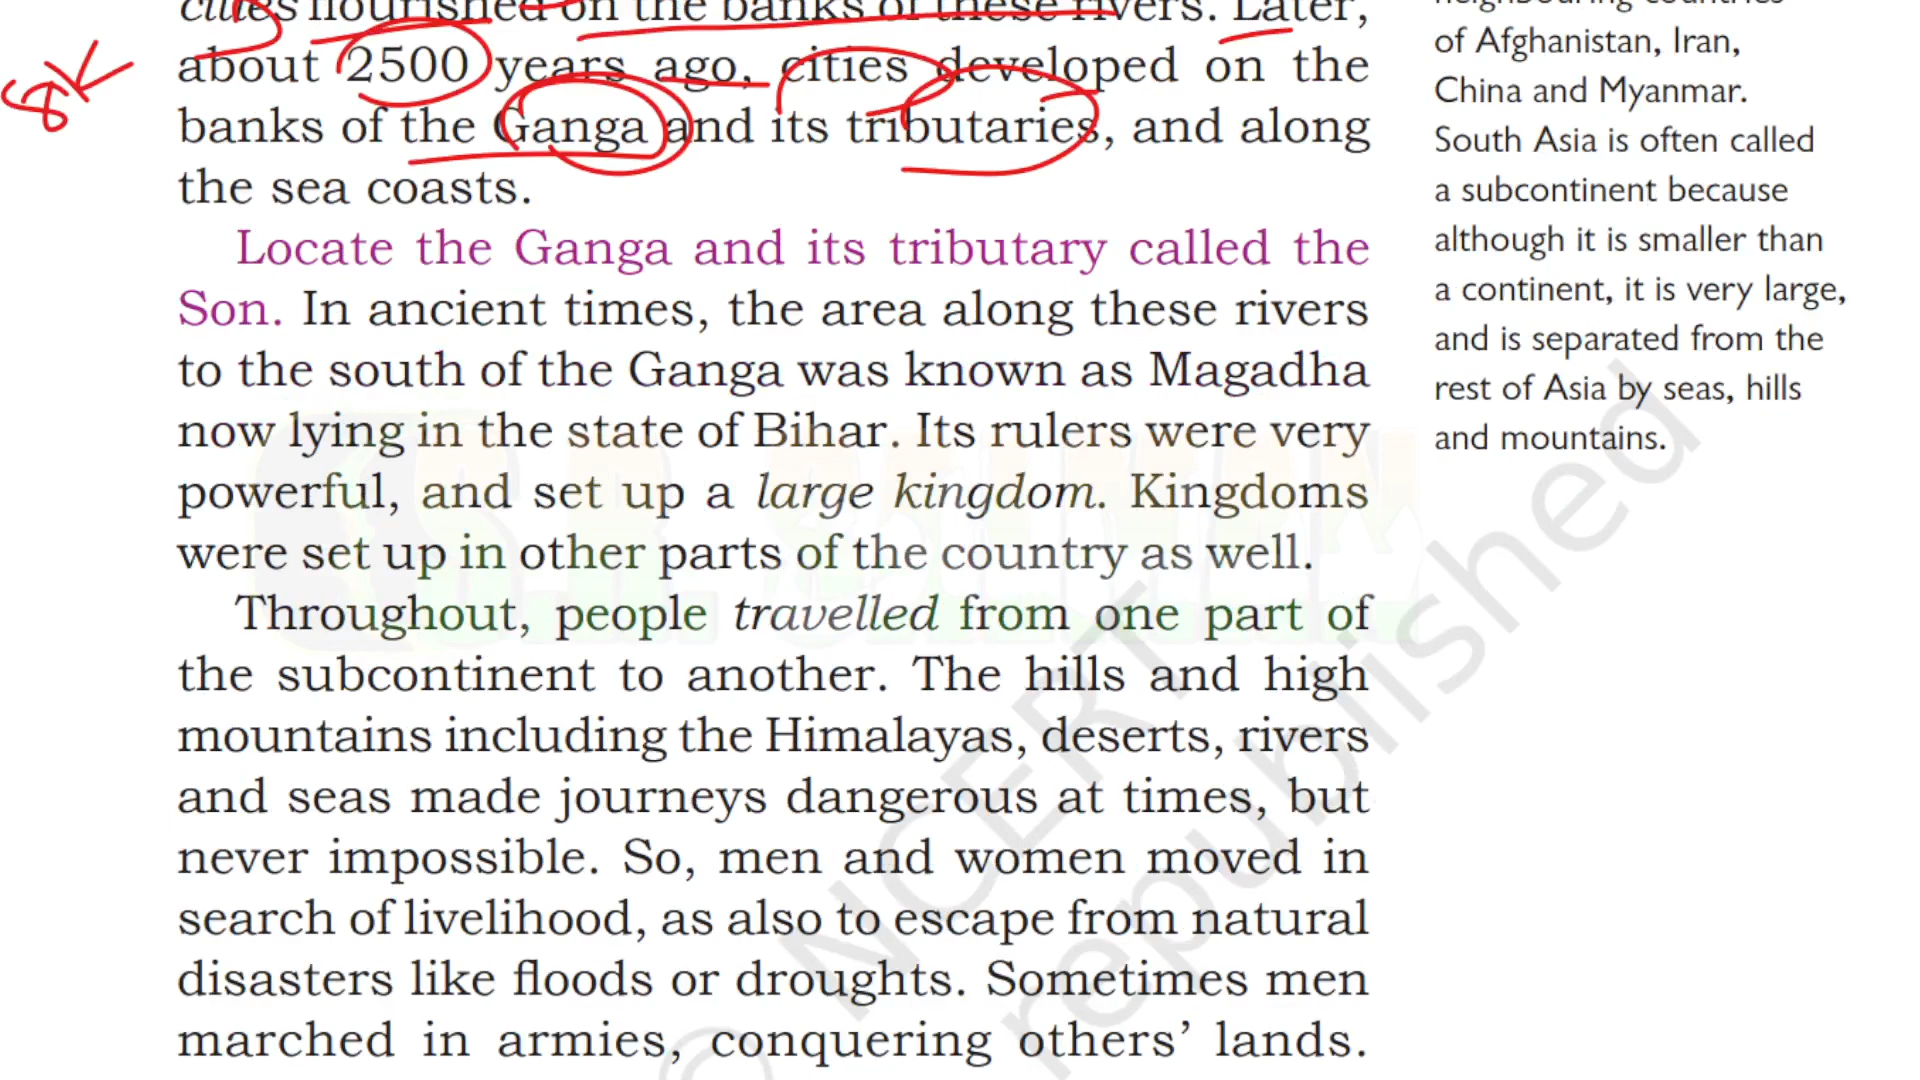 cities flourished on the banks of these rivers. Later,
about 2500 years ago, cities developed on the
banks of the Ganga and its tributaries, and along
the sea coasts.
Locate the Ganga and its tributary called the
Son. In ancient times, the area along these rivers
to the south of the Ganga was known as Magadha
now lying in the state of Bihar. Its rulers were very
powerful, and set up a large kingdom. Kingdoms
were set up in other parts of the country as well.
Throughout, people travelled from one part of
the subcontinent to another. The hills and high
mountains including the Himalayas, deserts, rivers
and seas made journeys dangerous at times, but
never impossible. So, men and women moved in
search of livelihood, as also to escape from natural
disasters like floods or droughts. Sometimes men
marched in armies, conquering others’ lands.
neighbouring countries
of Afghanistan, Iran,
China and Myanmar.
South Asia is often called
a subcontinent because
although it is smaller than
a continent, it is very large,
and is separated from the
rest of Asia by seas, hills
and mountains.
8K
© NCERT
republished